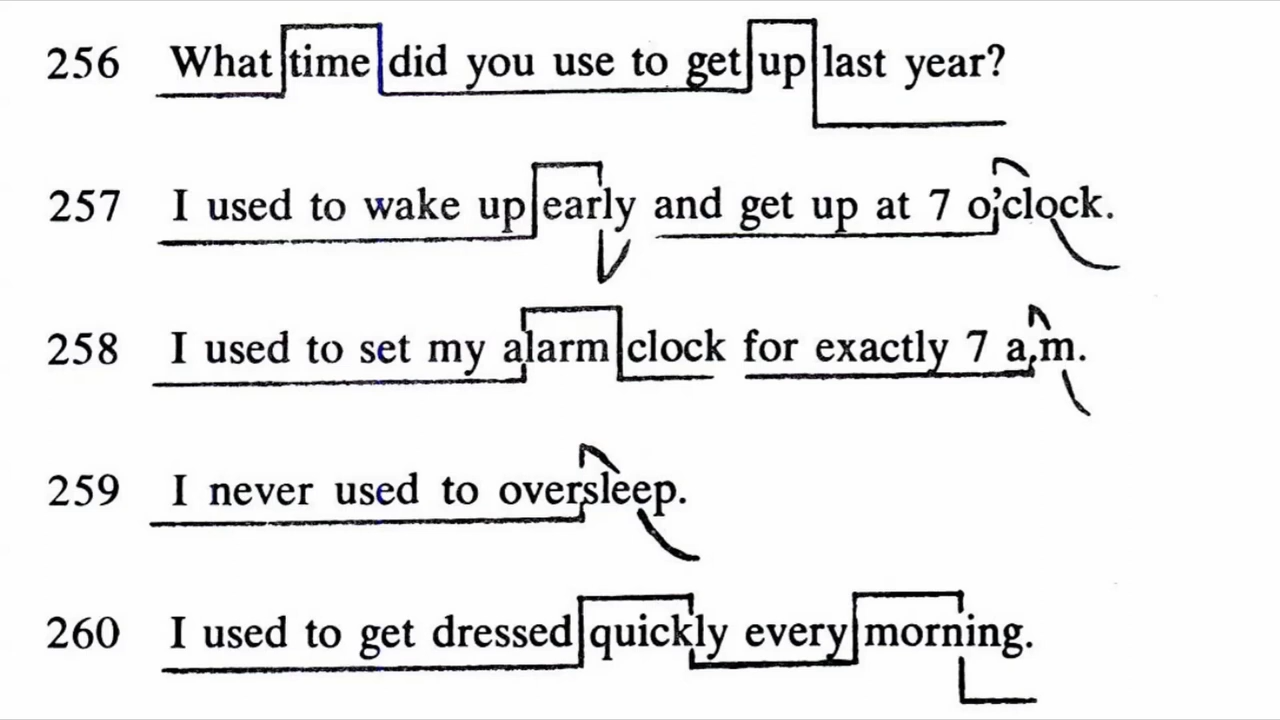 256 What time did you use to get up last year?
257 I used to wake up early and get up at 7 o'clock.
258 I used to set my alarm clock for exactly 7 a.m.
259 I never used to oversleep.
260 I used to get dressed quickly every morning.